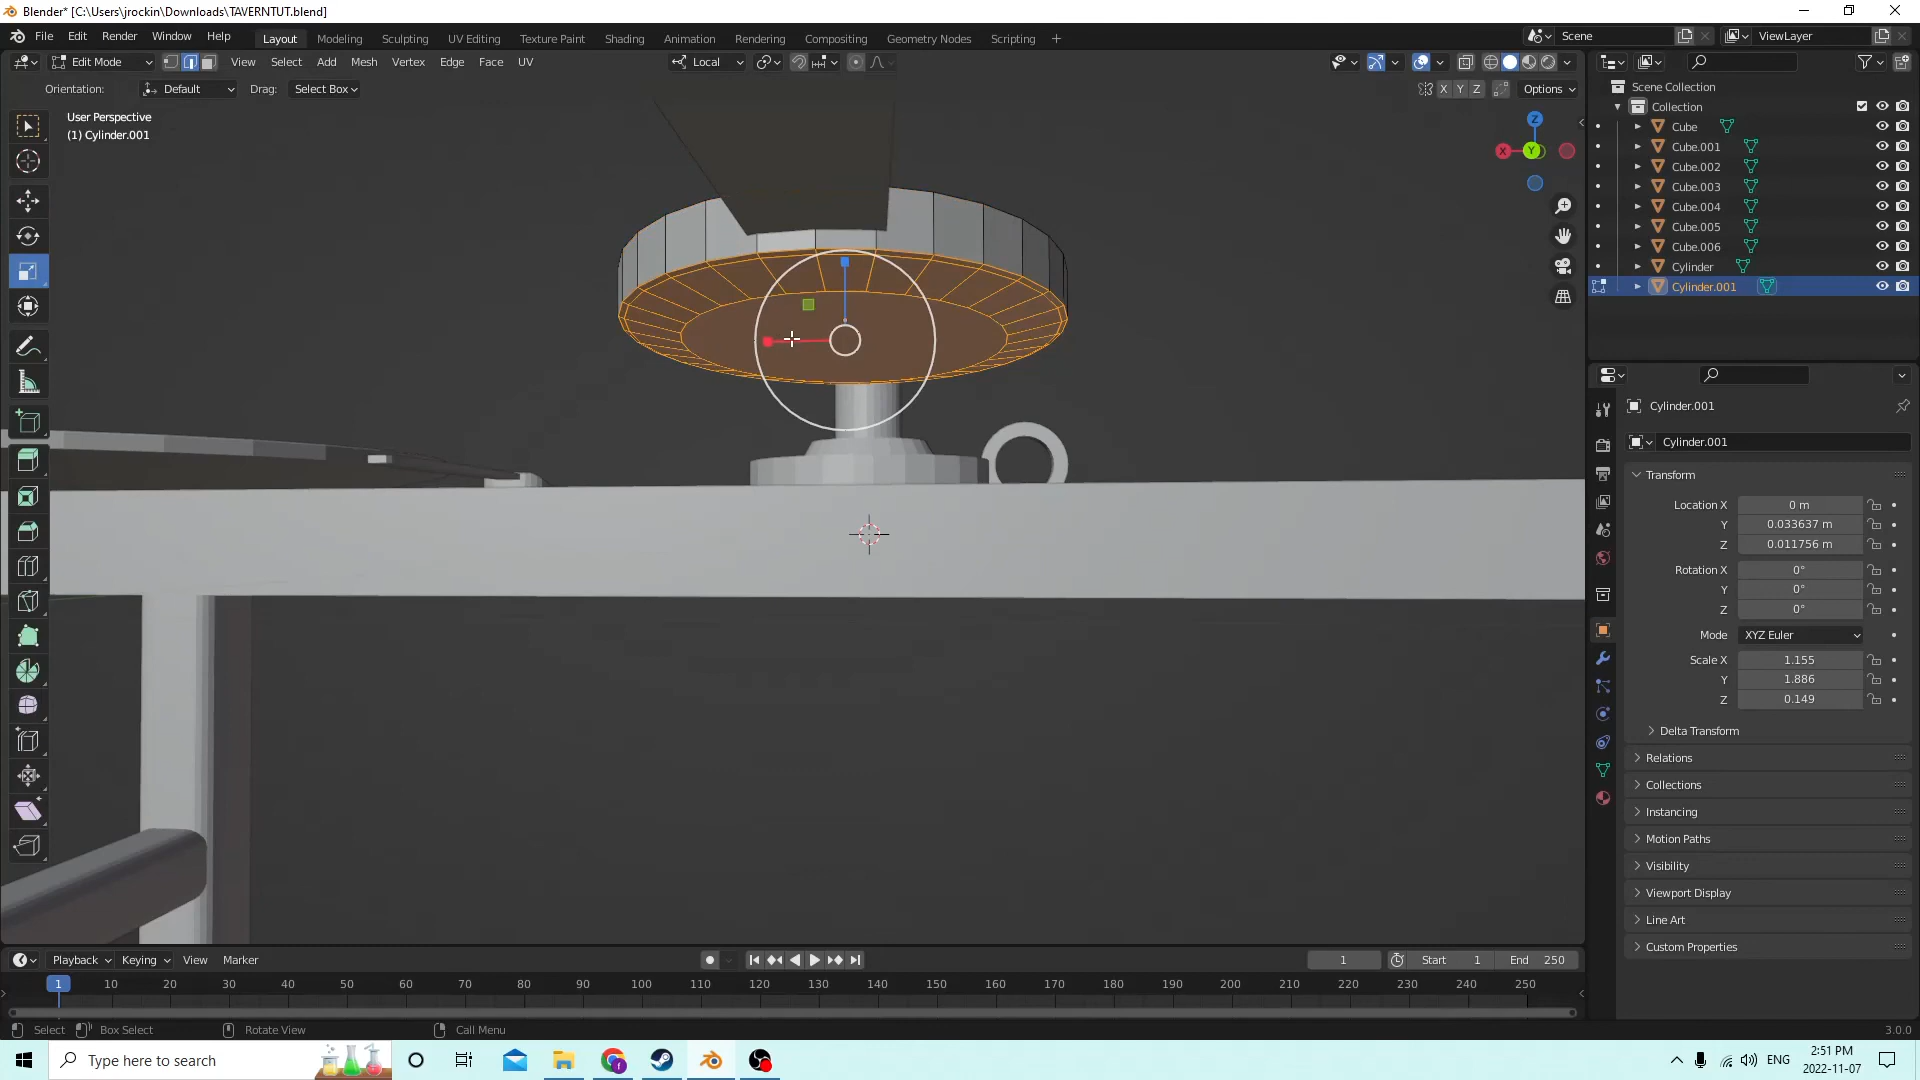 Blender* [C:\Users\jrockin\Downloads\TAVERNTUT.blend]
File Edit Render Window Help Layout Modeling Sculpting UV Editing Texture Paint Shading Animation Rendering Compositing Geometry Nodes Scripting + Scene ViewLayer
Edit Mode View Select Add Mesh Vertex Edge Face UV Local
Orientation: Default Drag: Select Box X Y Z Options
User Perspective
(1) Cylinder.001
Z
X Y
Scene Collection
Collection
Cube
Cube.001
Cube.002
Cube.003
Cube.004
Cube.005
Cube.006
Cylinder
Cylinder.001
Cylinder.001
Cylinder.001
Transform
Location X 0 m
Y 0.033637 m
Z 0.011756 m
Rotation X 0°
Y 0°
Z 0°
Mode XYZ Euler
Scale X 1.155
Y 1.886
Z 0.149
Delta Transform
Relations
Collections
Instancing
Motion Paths
Visibility
Viewport Display
Line Art
Custom Properties
Playback Keying View Marker 1 Start 1 End 250
1 10 20 30 40 50 60 70 80 90 100 110 120 130 140 150 160 170 180 190 200 210 220 230 240 250
Select Box Select Rotate View Call Menu 3.0.0
Type here to search ENG 2:51 PM
2022-11-07